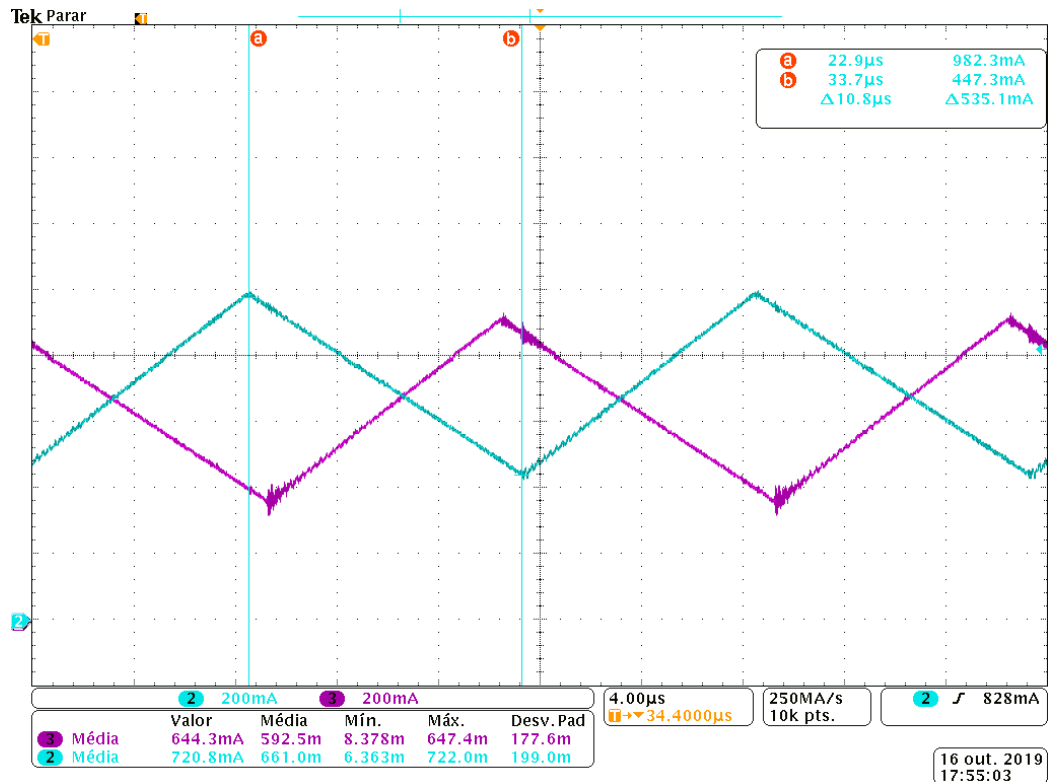 Tek Parar
T
T
a
b
a 22.9µs 982.3mA
b 33.7µs 447.3mA
Δ10.8µs Δ535.1mA
2
2 200mA 3 200mA
Valor Média Mín. Máx. Desv.Pad
3 Média 644.3mA 592.5m 8.378m 647.4m 177.6m
2 Média 720.8mA 661.0m 6.363m 722.0m 199.0m
4.00µs
T→▼34.4000µs
250MA/s
10k pts.
2 ʃ 828mA
16 out. 2019
17:55:03